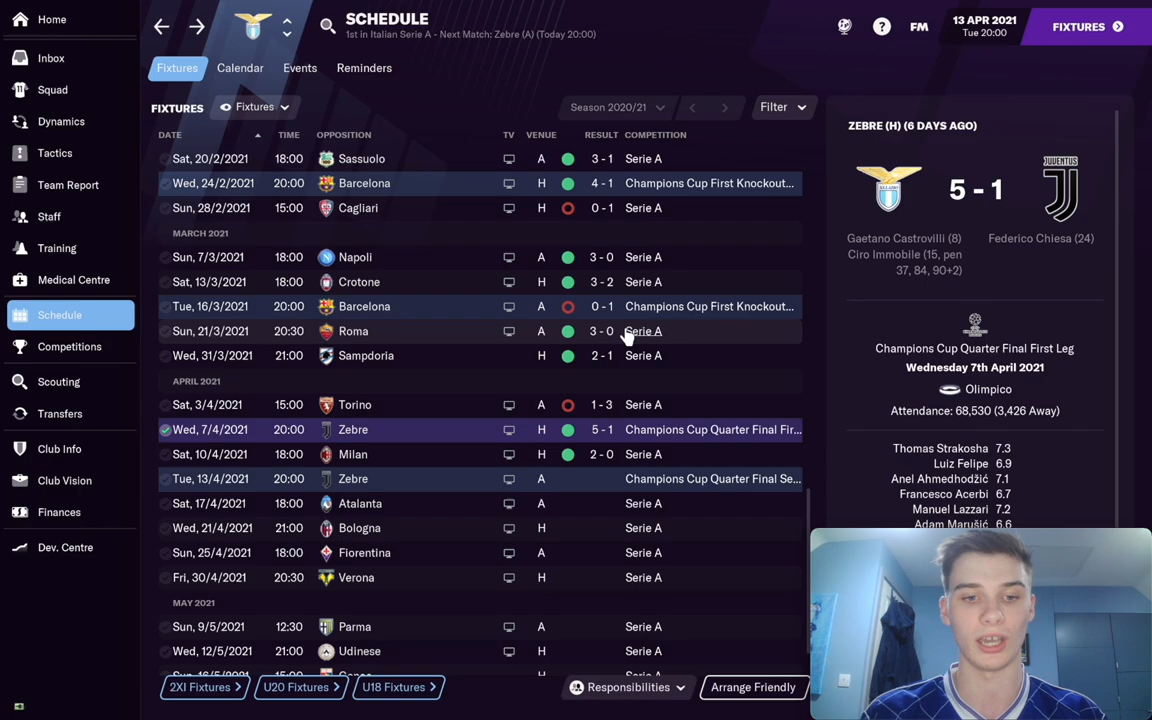 Home
SCHEDULE
1st in Italian Serie A - Next Match: Zebre (A) (Today 20:00)
FM
13 APR 2021
Tue 20:00
FIXTURES
Inbox
Squad
Dynamics
Tactics
Team Report
Staff
Training
Medical Centre
Schedule
Competitions
Scouting
Transfers
Club Info
Club Vision
Finances
Dev. Centre
Fixtures Calendar Events Reminders
FIXTURES Fixtures Season 2020/21 Filter
DATE TIME OPPOSITION TV VENUE RESULT COMPETITION
Sat, 20/2/2021 18:00 Sassuolo A 3 - 1 Serie A
Wed, 24/2/2021 20:00 Barcelona H 4 - 1 Champions Cup First Knockout...
Sun, 28/2/2021 15:00 Cagliari H 0 - 1 Serie A
MARCH 2021
Sun, 7/3/2021 18:00 Napoli A 3 - 0 Serie A
Sat, 13/3/2021 18:00 Crotone H 3 - 2 Serie A
Tue, 16/3/2021 20:00 Barcelona A 0 - 1 Champions Cup First Knockout...
Sun, 21/3/2021 20:30 Roma A 3 - 0 Serie A
Wed, 31/3/2021 21:00 Sampdoria H 2 - 1 Serie A
APRIL 2021
Sat, 3/4/2021 15:00 Torino A 1 - 3 Serie A
Wed, 7/4/2021 20:00 Zebre H 5 - 1 Champions Cup Quarter Final Fir...
Sat, 10/4/2021 18:00 Milan H 2 - 0 Serie A
Tue, 13/4/2021 20:00 Zebre A Champions Cup Quarter Final Se...
Sat, 17/4/2021 18:00 Atalanta A Serie A
Wed, 21/4/2021 21:00 Bologna H Serie A
Sun, 25/4/2021 18:00 Fiorentina A Serie A
Fri, 30/4/2021 20:30 Verona H Serie A
MAY 2021
Sun, 9/5/2021 12:30 Parma A Serie A
Wed, 12/5/2021 21:00 Udinese H Serie A
2XI Fixtures U20 Fixtures U18 Fixtures Responsibilities Arrange Friendly
ZEBRE (H) (6 DAYS AGO)
JUVENTUS
5 - 1
Gaetano Castrovilli (8)
Ciro Immobile (15, pen
37, 84, 90+2)
Federico Chiesa (24)
Champions Cup Quarter Final First Leg
Wednesday 7th April 2021
Olimpico
Attendance: 68,530 (3,426 Away)
Thomas Strakosha 7.3
Luiz Felipe 6.9
Anel Ahmedhodžić 7.1
Francesco Acerbi 6.7
Manuel Lazzari 7.2
Adam Marušić 6.6